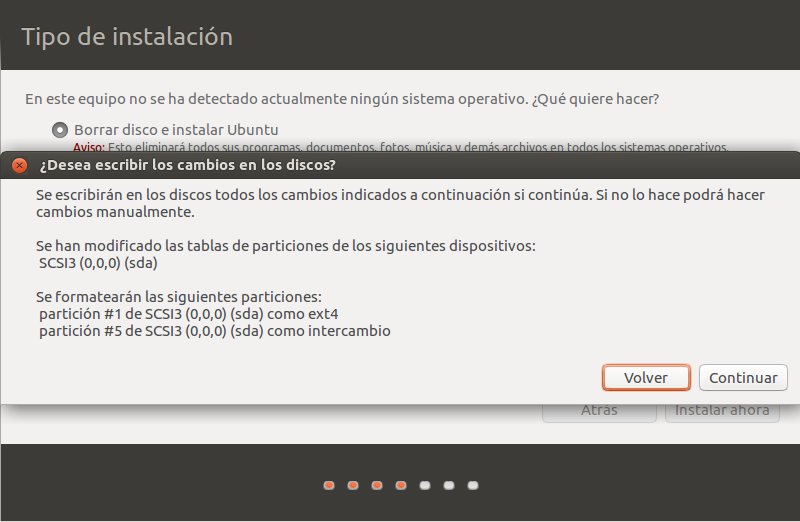 Tipo de instalación
En este equipo no se ha detectado actualmente ningún sistema operativo. ¿Qué quiere hacer?
Borrar disco e instalar Ubuntu
Aviso: Esto eliminará todos sus programas, documentos, fotos, música y demás archivos en todos los sistemas operativos.
¿Desea escribir los cambios en los discos?
Se escribirán en los discos todos los cambios indicados a continuación si continúa. Si no lo hace podrá hacer
cambios manualmente.
Se han modificado las tablas de particiones de los siguientes dispositivos:
SCSI3 (0,0,0) (sda)
Se formatearán las siguientes particiones:
partición #1 de SCSI3 (0,0,0) (sda) como ext4
partición #5 de SCSI3 (0,0,0) (sda) como intercambio
Volver Continuar
Atrás Instalar ahora